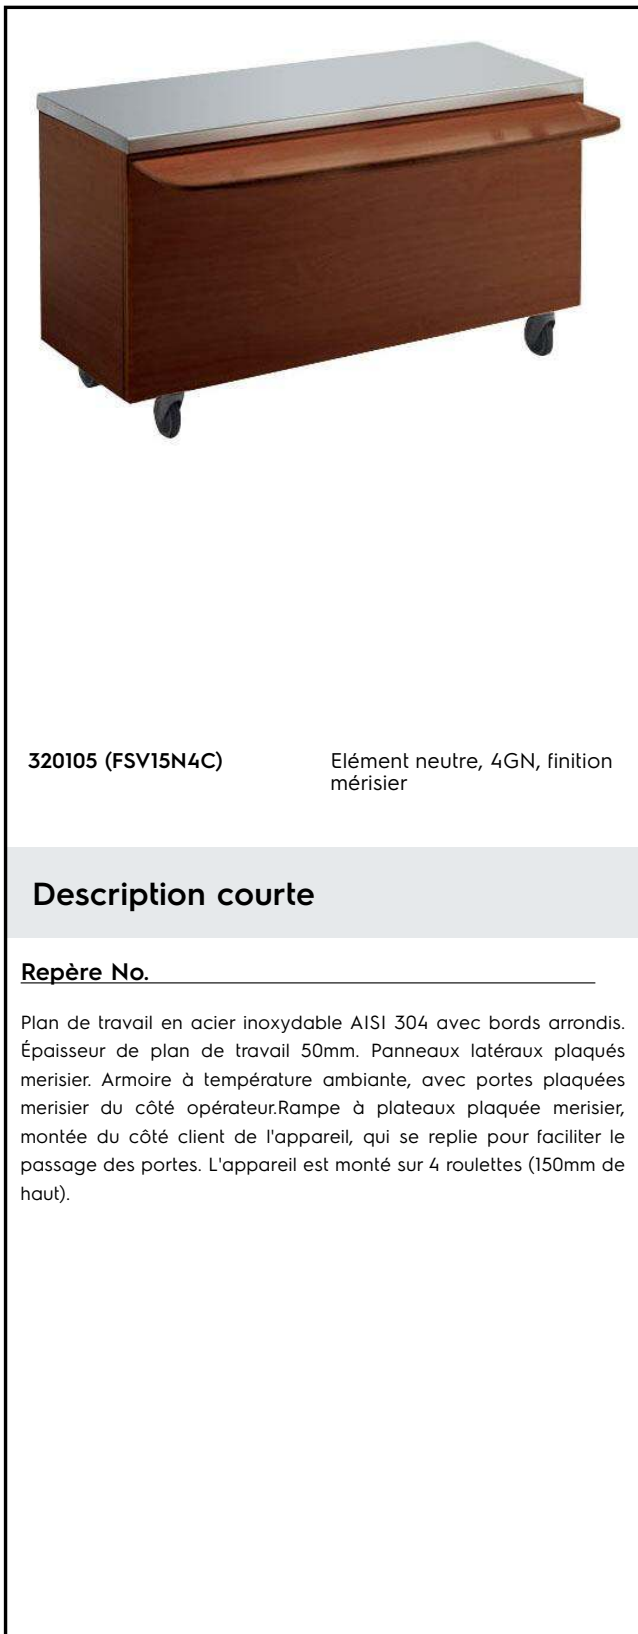 320105 (FSV15N4C)
Elément neutre, 4GN, finition
mérisier
Description courte
Repère No.
Plan de travail en acier inoxydable AISI 304 avec bords arrondis.
Épaisseur de plan de travail 50mm. Panneaux latéraux plaqués
merisier. Armoire à température ambiante, avec portes plaquées
merisier du côté opérateur.Rampe à plateaux plaquée merisier,
montée du côté client de l'appareil, qui se replie pour faciliter le
passage des portes. L'appareil est monté sur 4 roulettes (150mm de
haut).